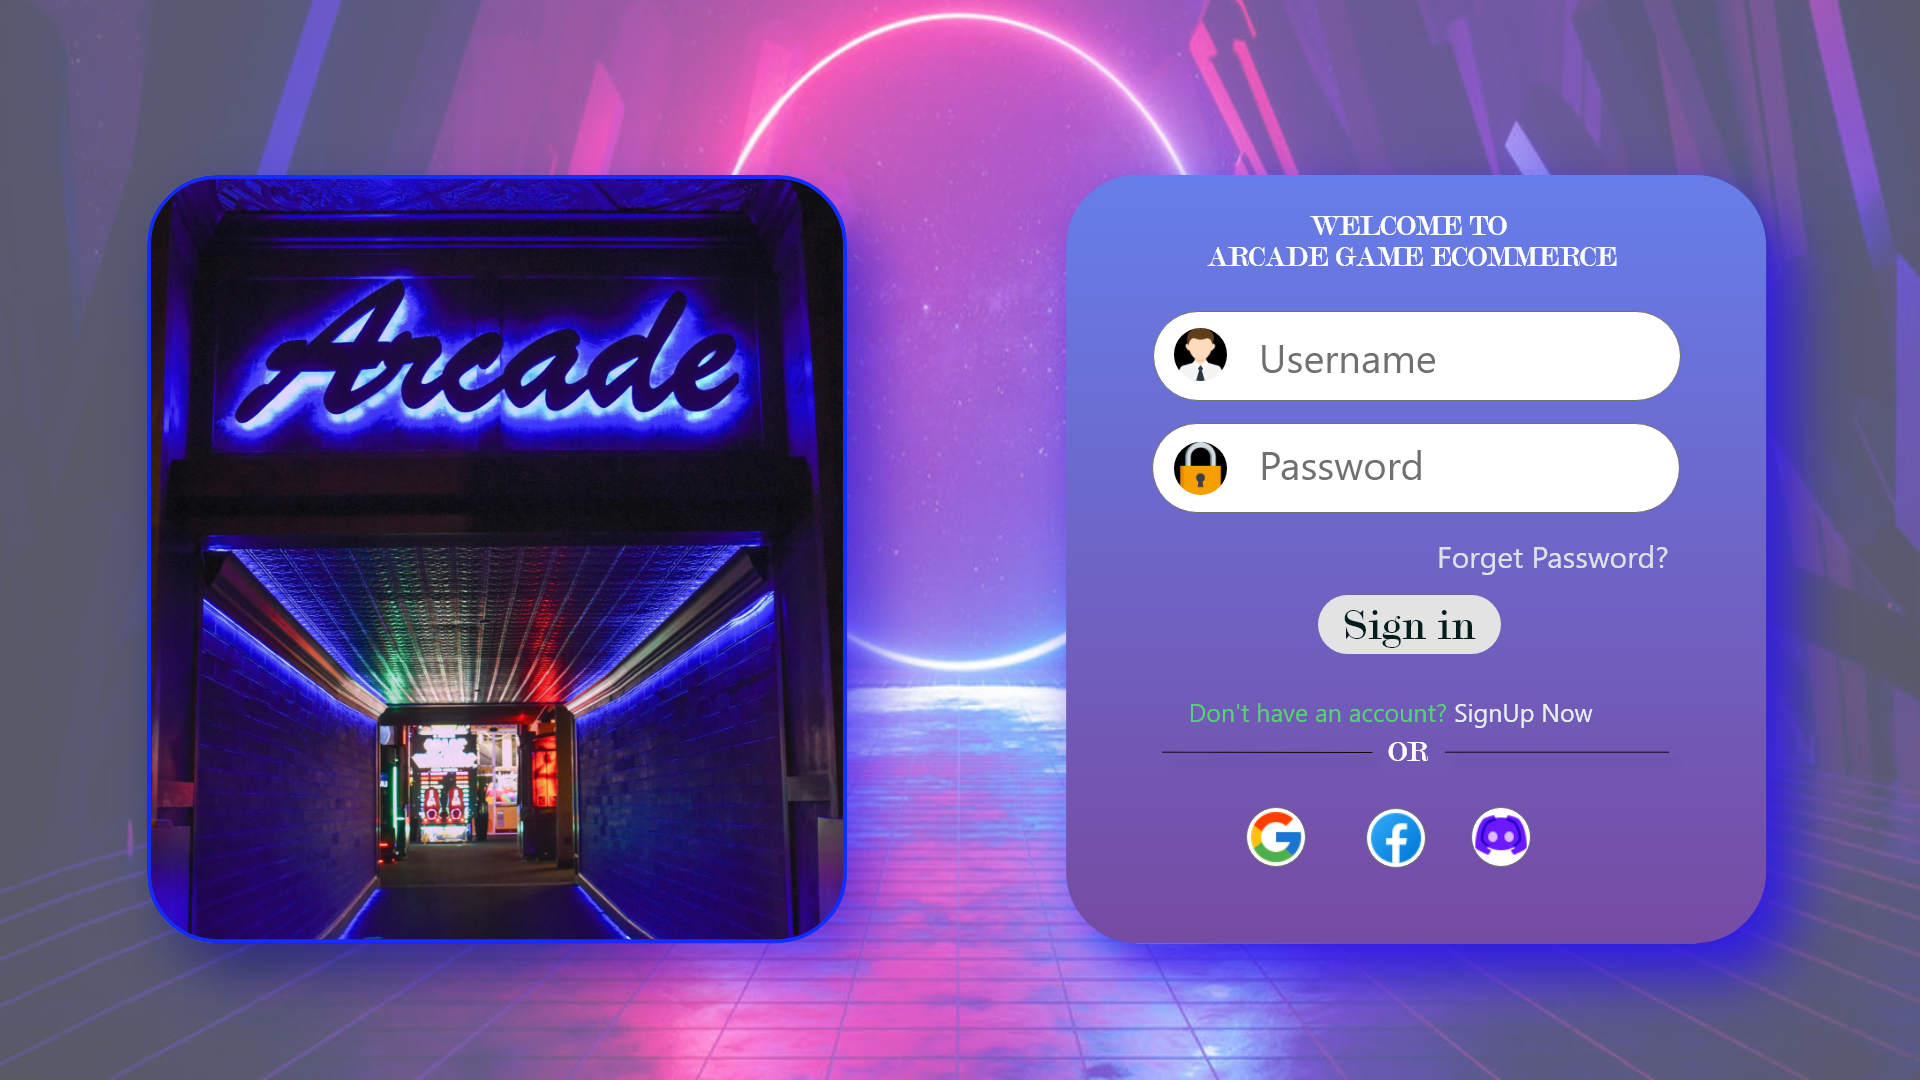 Arcade
WELCOME TO
ARCADE GAME ECOMMERCE
Username
Password
Forget Password?
Sign in
Don't have an account? SignUp Now
OR